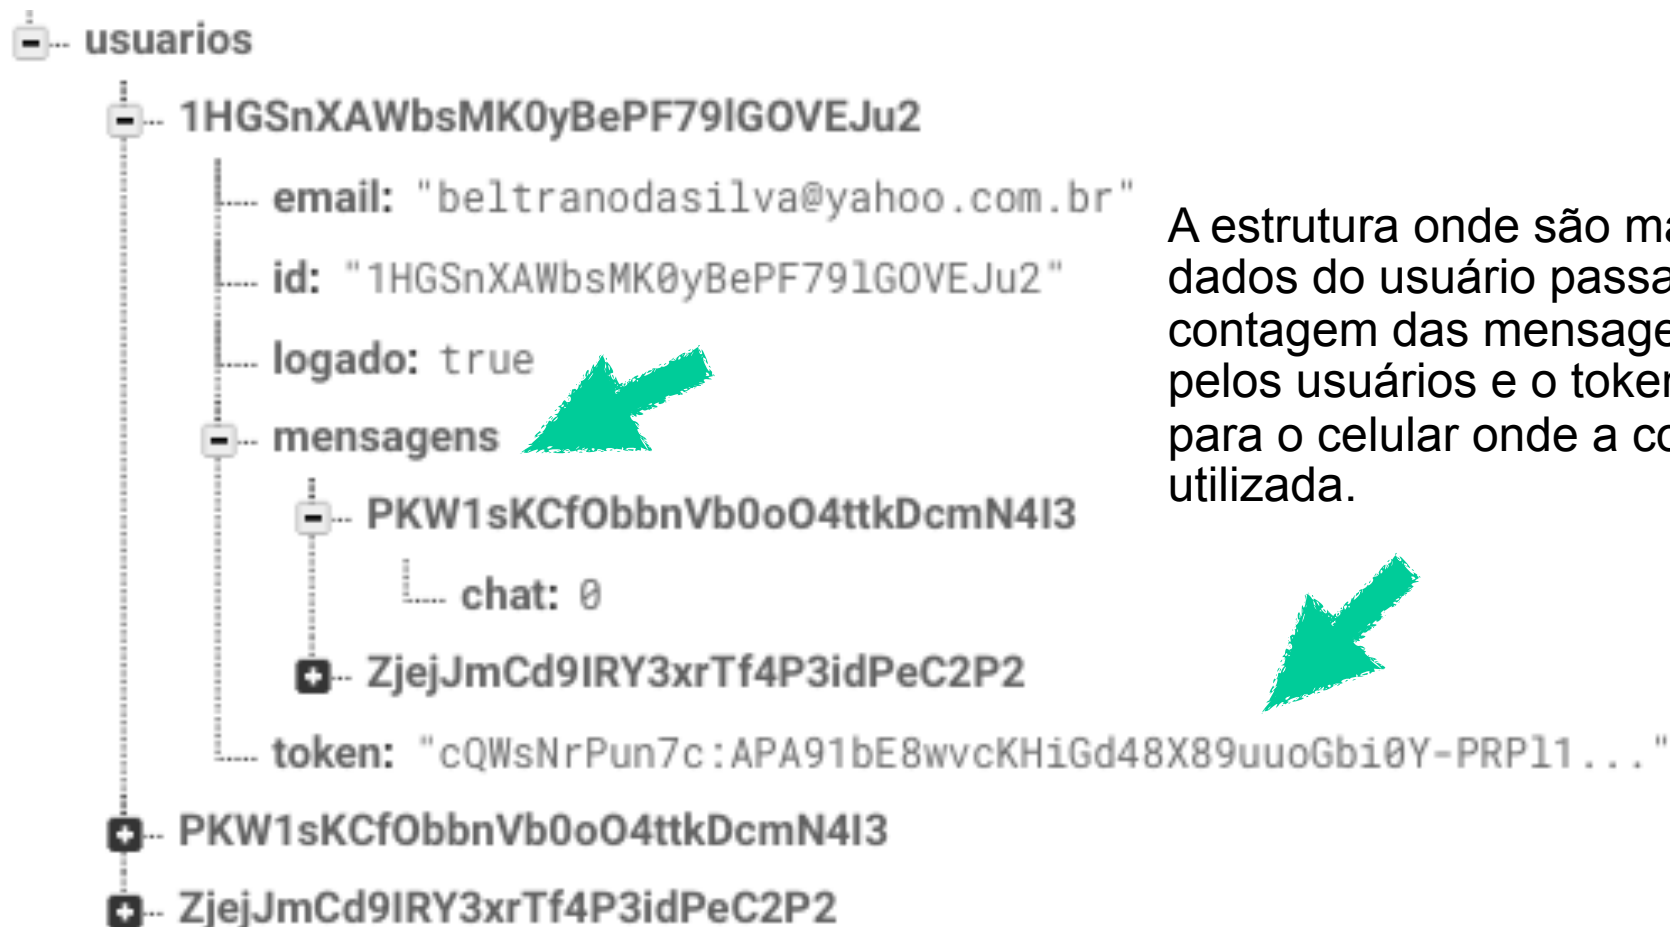 usuarios
1HGSnXAWbsMK0yBePF79lGOVEJu2
email: "beltranodasilva@yahoo.com.br"
id: "1HGSnXAWbsMK0yBePF79lGOVEJu2"
logado: true
mensagens
PKW1sKCfObbnVb0oO4ttkDcmN4I3
chat: 0
ZjejJmCd9IRY3xrTf4P3idPeC2P2
token: "cQWsNrPun7c:APA91bE8wvcKHiGd48X89uuoGbi0Y-PRPl1..."
PKW1sKCfObbnVb0oO4ttkDcmN4I3
ZjejJmCd9IRY3xrTf4P3idPeC2P2
A estrutura onde são
dados do usuário
contagem das
pelos usuários e o
para o celular onde a
utilizada.